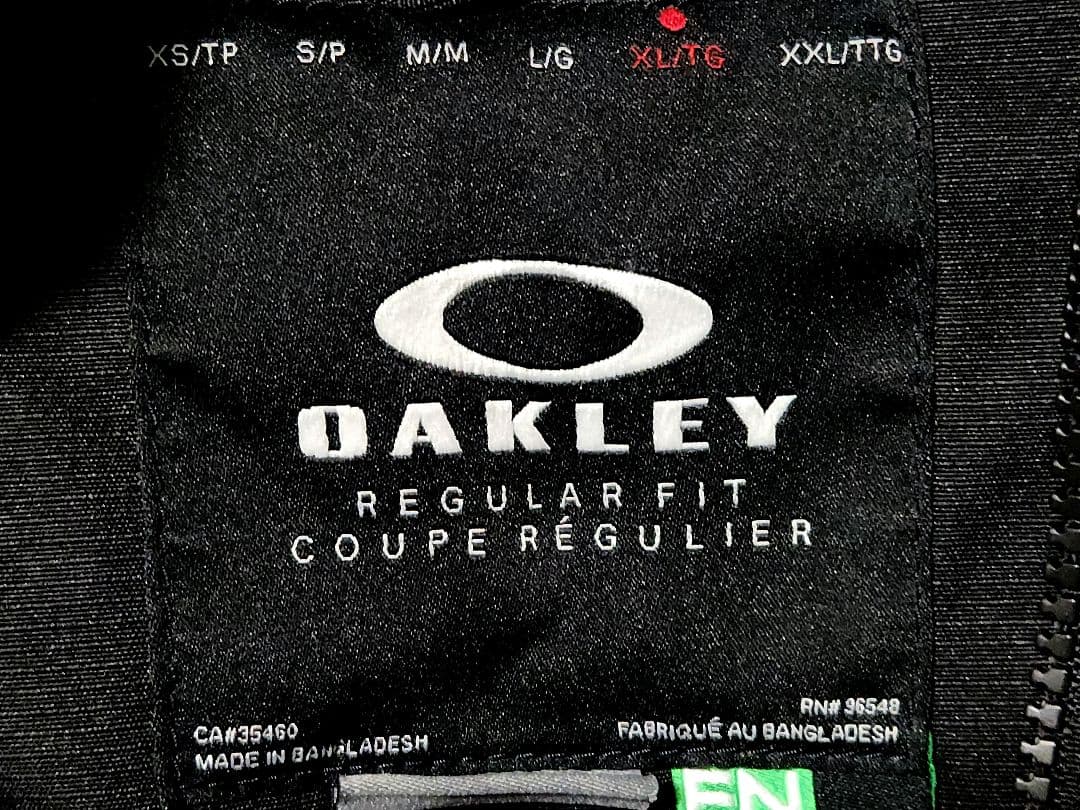 XS/TP S/P M/M L/G XL/TG XXL/TTG
OAKLEY
REGULAR FIT
COUPE RÉGULIER
CA#35460
MADE IN BANGLADESH
RN# 96548
FABRIQUÉ AU BANGLADESH
EN